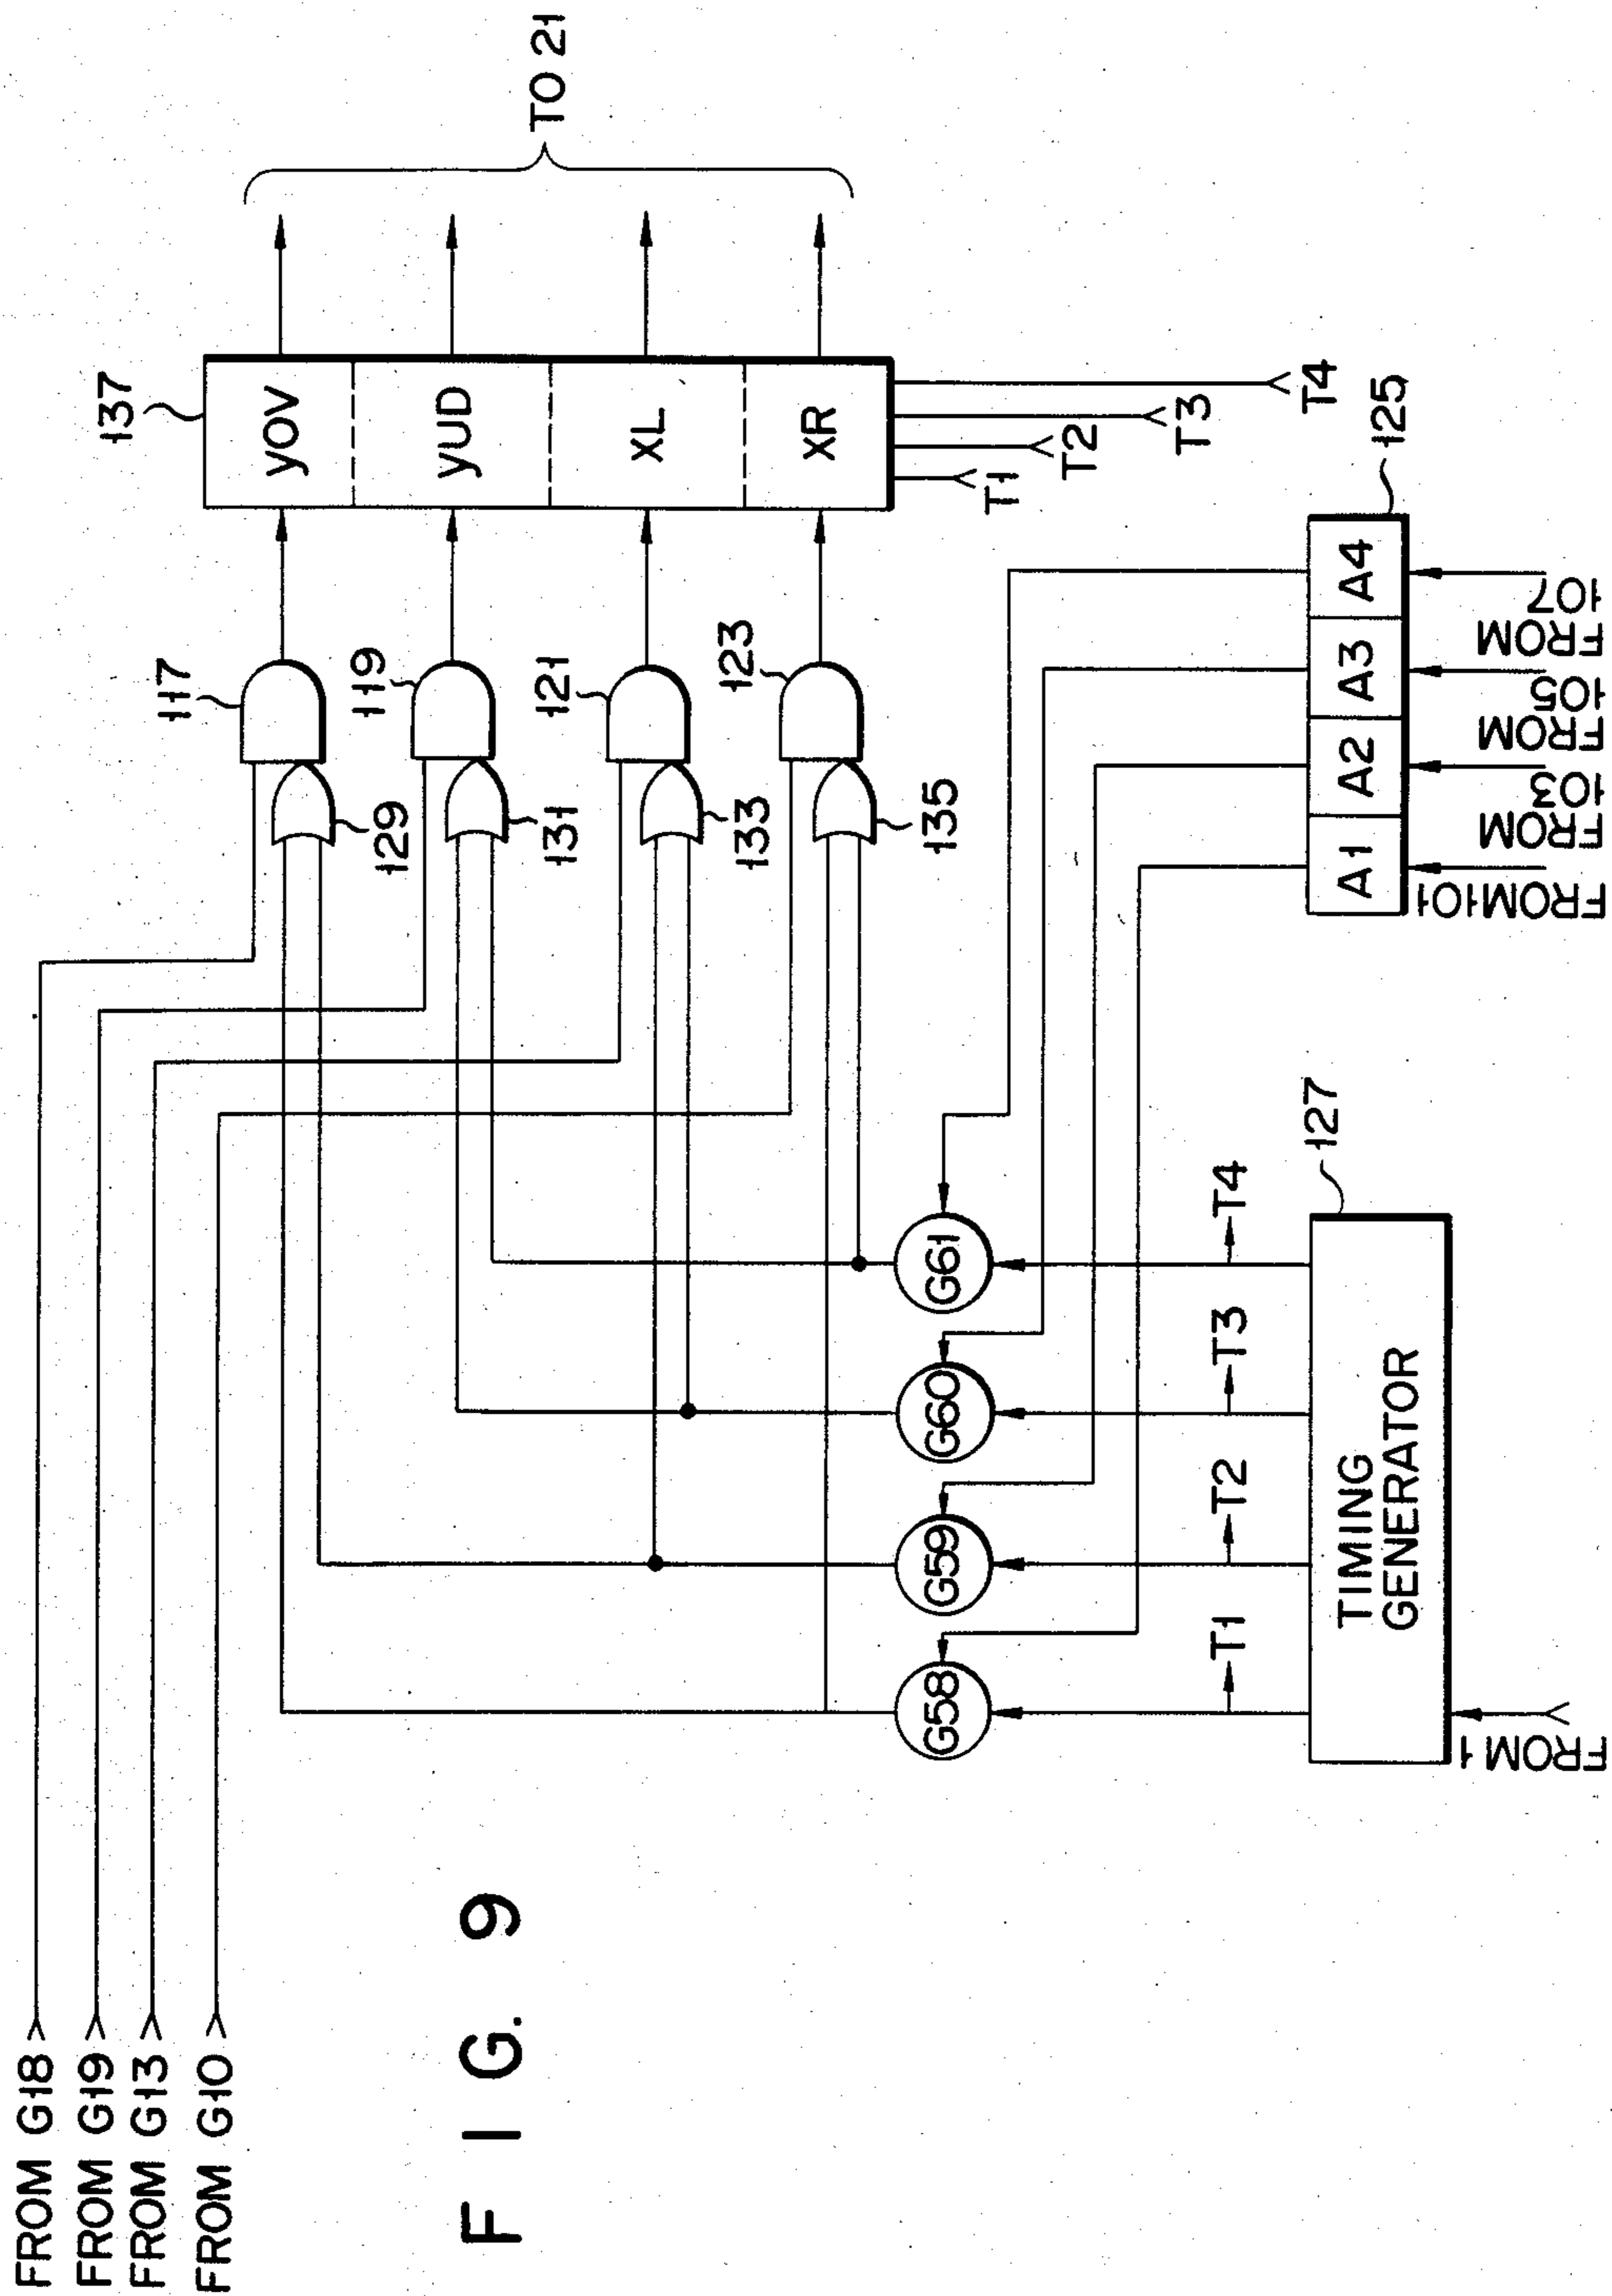 FROM G18
FROM G19
FROM G13
FROM G10
FIG. 9
117
119
121
123
129
131
133
135
137
yOV
yUD
XL
XR
TO 21
T1
T2
T3
T4
G58
G59
G60
G61
T1
T2
T3
T4
TIMING
GENERATOR
127
FROM 1
A1
A2
A3
A4
125
FROM 101
FROM
103
FROM
105
FROM
107